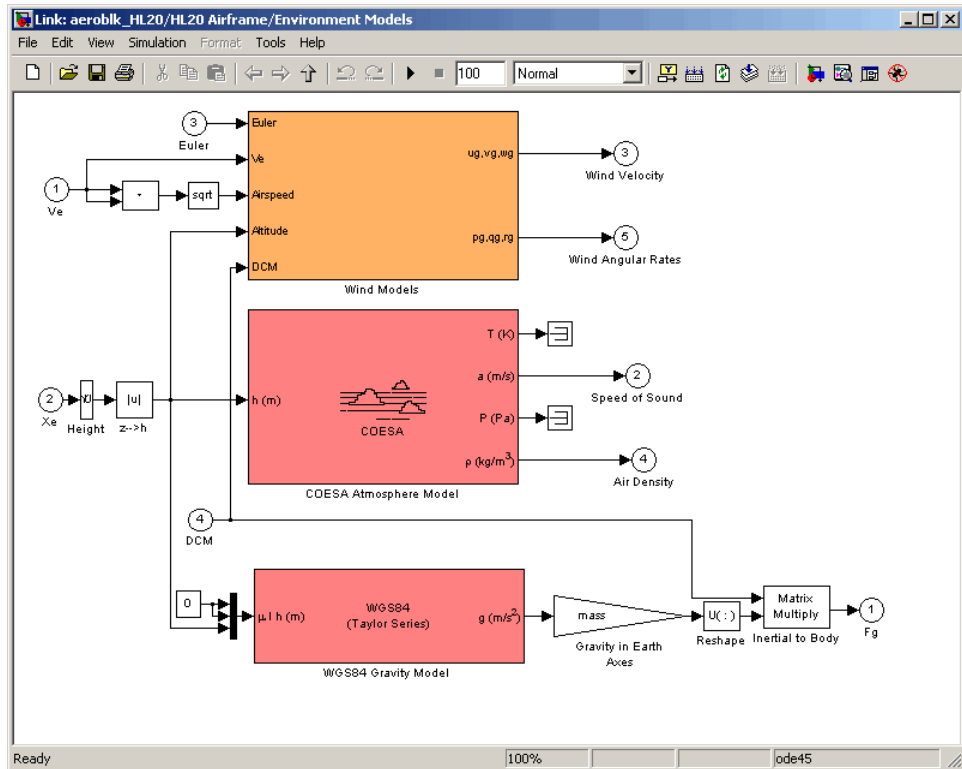 Link: aeroblk_HL20/HL20 Airframe/Environment Models
File Edit View Simulation Format Tools Help
100 Normal
3
Euler
1
Ve
sqrt
Euler
Ve
Airspeed
Altitude
DCM
ug,vg,wg
pg,qg,rg
Wind Models
3
Wind Velocity
5
Wind Angular Rates
2
Xe
Height
|u|
z-->h
h (m)
COESA
T (K)
a (m/s)
P (Pa)
ρ (kg/m³)
COESA Atmosphere Model
2
Speed of Sound
4
Air Density
4
DCM
0
μ l h (m)
WGS84
(Taylor Series)
g (m/s²)
WGS84 Gravity Model
mass
Gravity in Earth
Axes
U( : )
Reshape
Matrix
Multiply
Inertial to Body
1
Fg
Ready 100% ode45